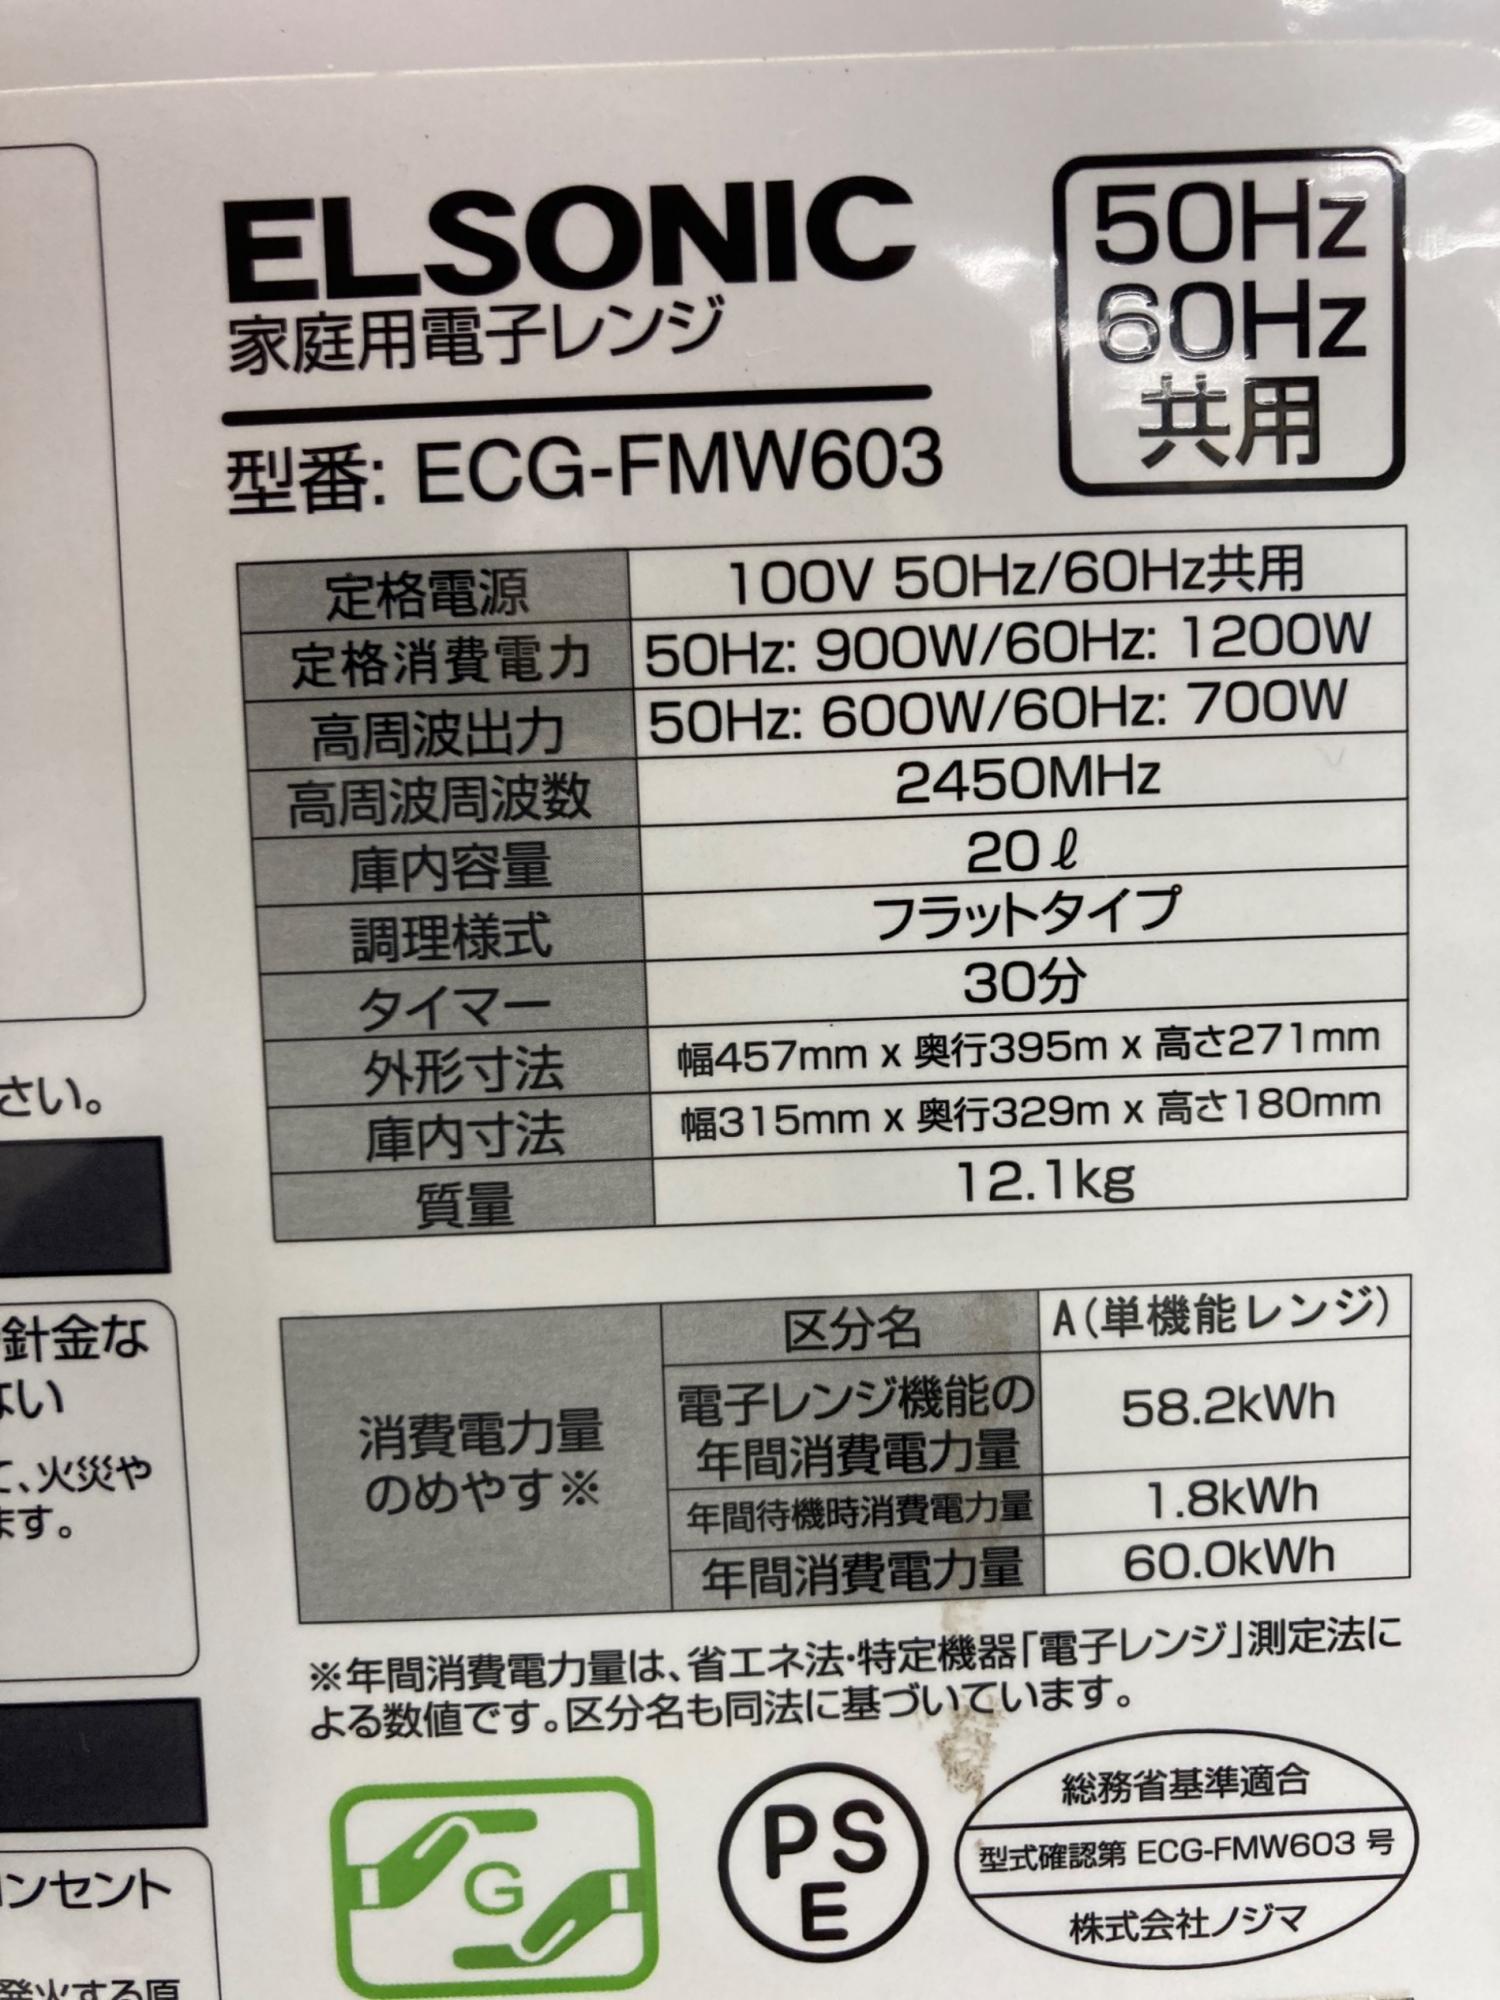 ELSONIC
家庭用電子レンジ
型番: ECG-FMW603
50Hz
60Hz
共用
定格電源 100V 50Hz/60Hz共用
定格消費電力 50Hz: 900W/60Hz: 1200W
高周波出力 50Hz: 600W/60Hz: 700W
高周波周波数 2450MHz
庫内容量 20ℓ
調理様式 フラットタイプ
タイマー 30分
外形寸法 幅457mm x 奥行395m x 高さ271mm
庫内寸法 幅315mm x 奥行329m x 高さ180mm
質量 12.1kg
消費電力量
のめやす※
区分名 A(単機能レンジ)
電子レンジ機能の
年間消費電力量 58.2kWh
年間待機時消費電力量 1.8kWh
年間消費電力量 60.0kWh
※年間消費電力量は、省エネ法・特定機器「電子レンジ」測定法に
よる数値です。区分名も同法に基づいています。
G
PS
E
総務省基準適合
型式確認第 ECG-FMW603 号
株式会社ノジマ
さい。
針金な
ない
、火災や
ます。
コンセント
発火する原